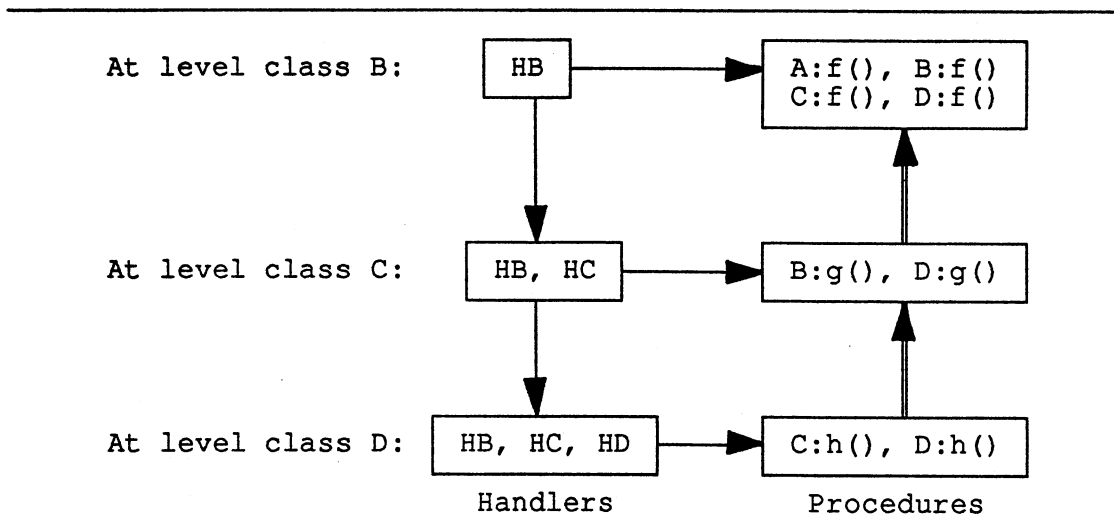 At level class B:
HB
A:f(), B:f()
C:f(), D:f()
At level class C:
HB, HC
B:g(), D:g()
At level class D:
HB, HC, HD
C:h(), D:h()
Handlers
Procedures